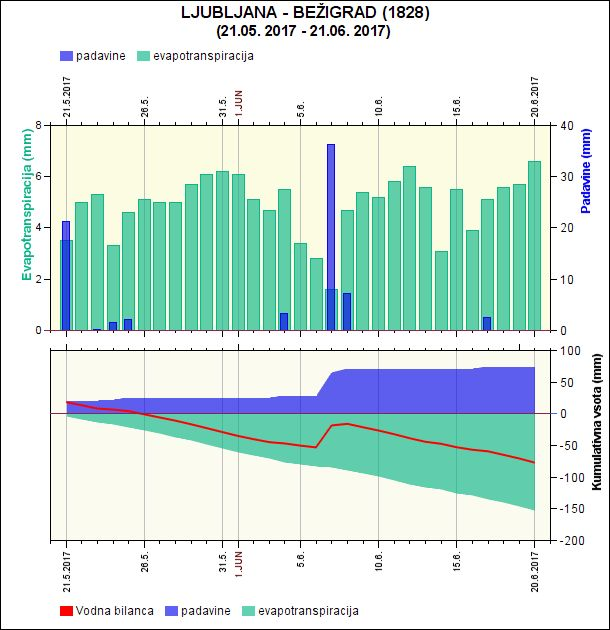 LJUBLJANA - BEŽIGRAD (1828)
(21.05. 2017 - 21.06. 2017)
padavine evapotranspiracija
21.5.2017 26.5. 31.5. 1.JUN 5.6. 10.6. 15.6. 20.6.2017
Evapotranspiracija (mm)
8
6
4
2
0
Padavine (mm)
40
30
20
10
0
100
50
0
-50
-100
-150
-200
Kumulativna vsota (mm)
21.5.2017 26.5. 31.5. 1.JUN 5.6. 10.6. 15.6. 20.6.2017
Vodna bilanca padavine evapotranspiracija